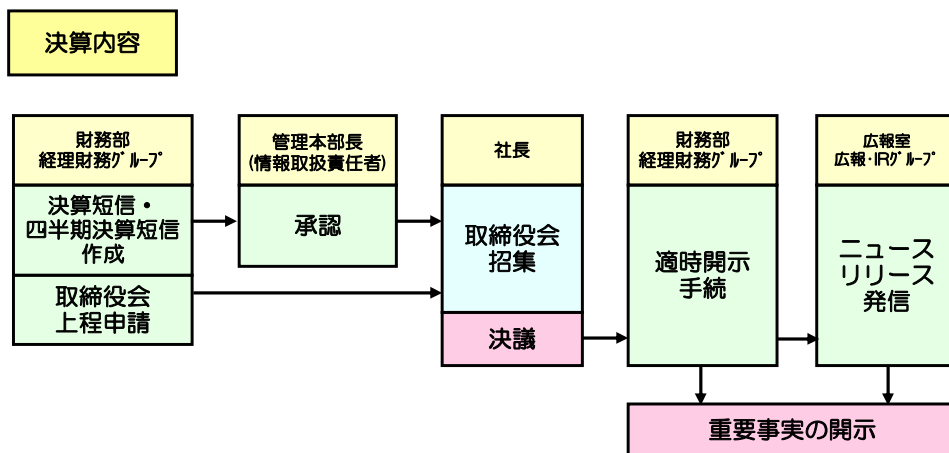 決算内容
財務部
経理財務ｸﾞﾙｰﾌﾟ
決算短信・
四半期決算短信
作成
取締役会
上程申請
管理本部長
(情報取扱責任者)
承認
社長
取締役会
招集
決議
財務部
経理財務ｸﾞﾙｰﾌﾟ
適時開示
手続
広報室
広報･IRｸﾞﾙｰﾌﾟ
ニュース
リリース
発信
重要事実の開示